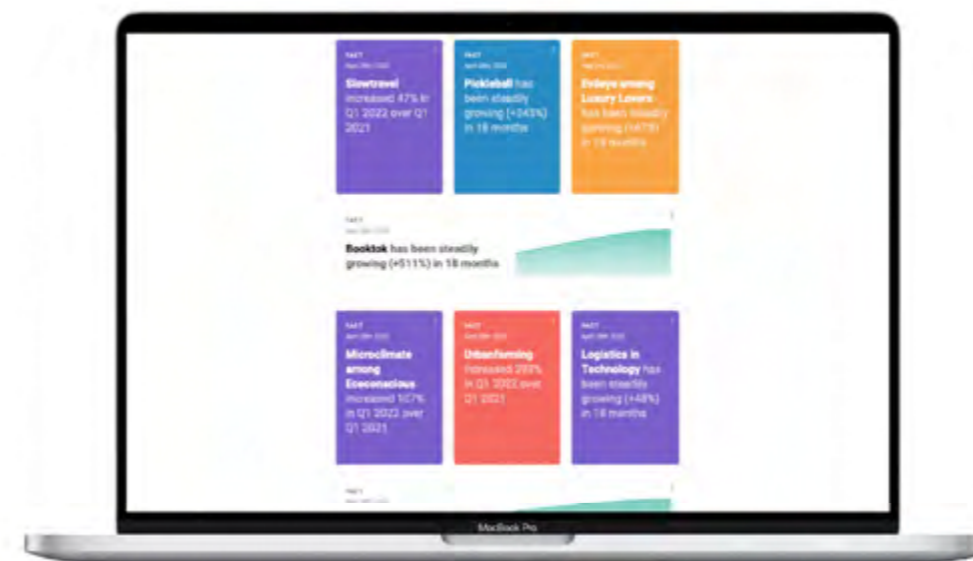 FACT
Slowtravel
increased 47% in
Q1 2022 over Q1
2021
FACT
Pickleball has
been steadily
growing
in 18 months
FACT
among
Luxury Lovers
has been steadily
growing
in 18 months
FACT
Booktok has been steadily
growing (+511%) in 18 months
FACT
Microclimate
among
Ecoconscious
increased 107%
in Q1 2022 over
Q1 2021
FACT
Urbanfarming
increased
in Q1 2022 over
Q1 2021
FACT
Logistics in
Technology has
been steadily
growing (+48%)
in 18 months
FACT
MacBook Pro